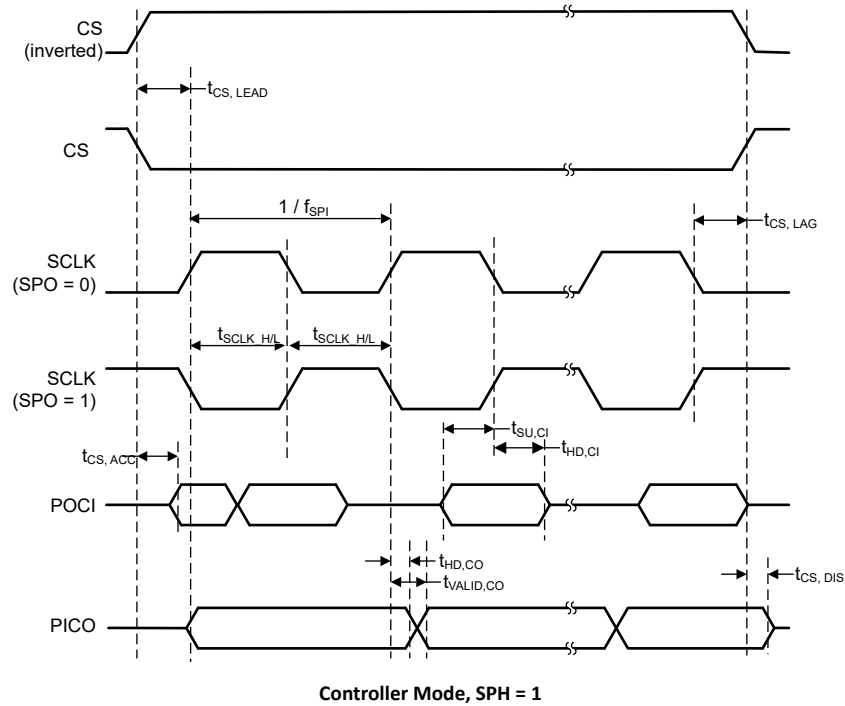 CS
(inverted)
tCS, LEAD
CS
1 / fSPI
tCS, LAG
SCLK
(SPO = 0)
tSCLK_H/L
tSCLK_H/L
SCLK
(SPO = 1)
tSU,CI
tHD,CI
tCS, ACC
POCI
tHD,CO
tVALID,CO
tCS, DIS
PICO
Controller Mode, SPH = 1